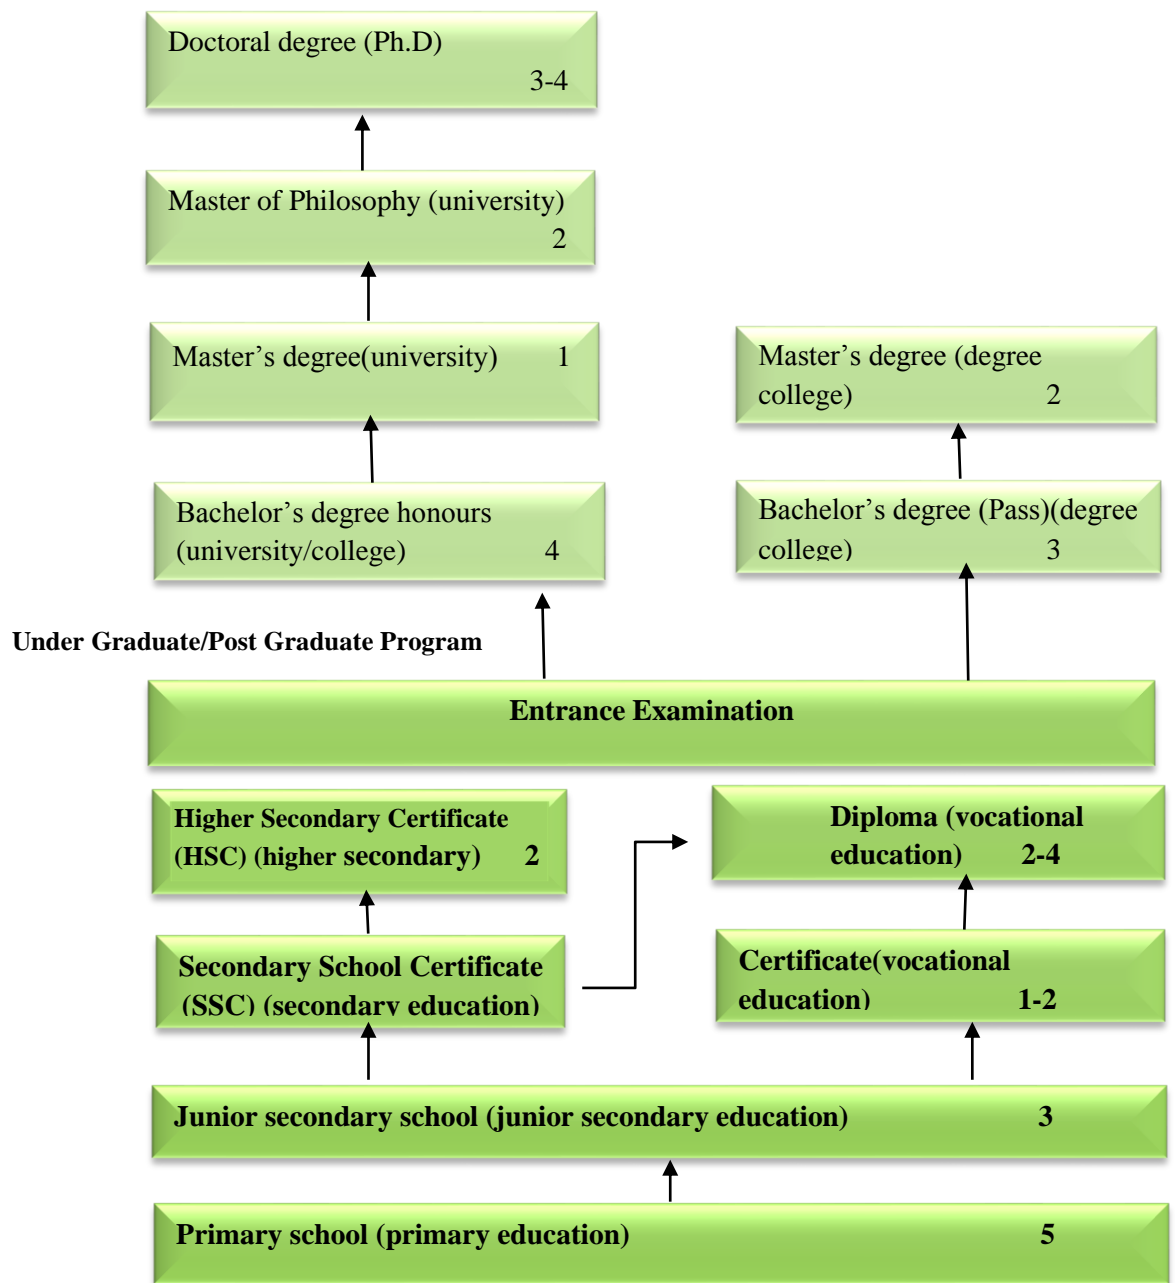 Doctoral degree (Ph.D)
3-4
Master of Philosophy (university)
2
Master’s degree(university) 1
Master’s degree (degree
college) 2
Bachelor’s degree honours
(university/college) 4
Bachelor’s degree (Pass)(degree
college) 3
Under Graduate/Post Graduate Program
Entrance Examination
Higher Secondary Certificate
(HSC) (higher secondary) 2
Diploma (vocational
education) 2-4
Secondary School Certificate
(SSC) (secondary education)
Certificate(vocational
education) 1-2
Junior secondary school (junior secondary education) 3
Primary school (primary education) 5